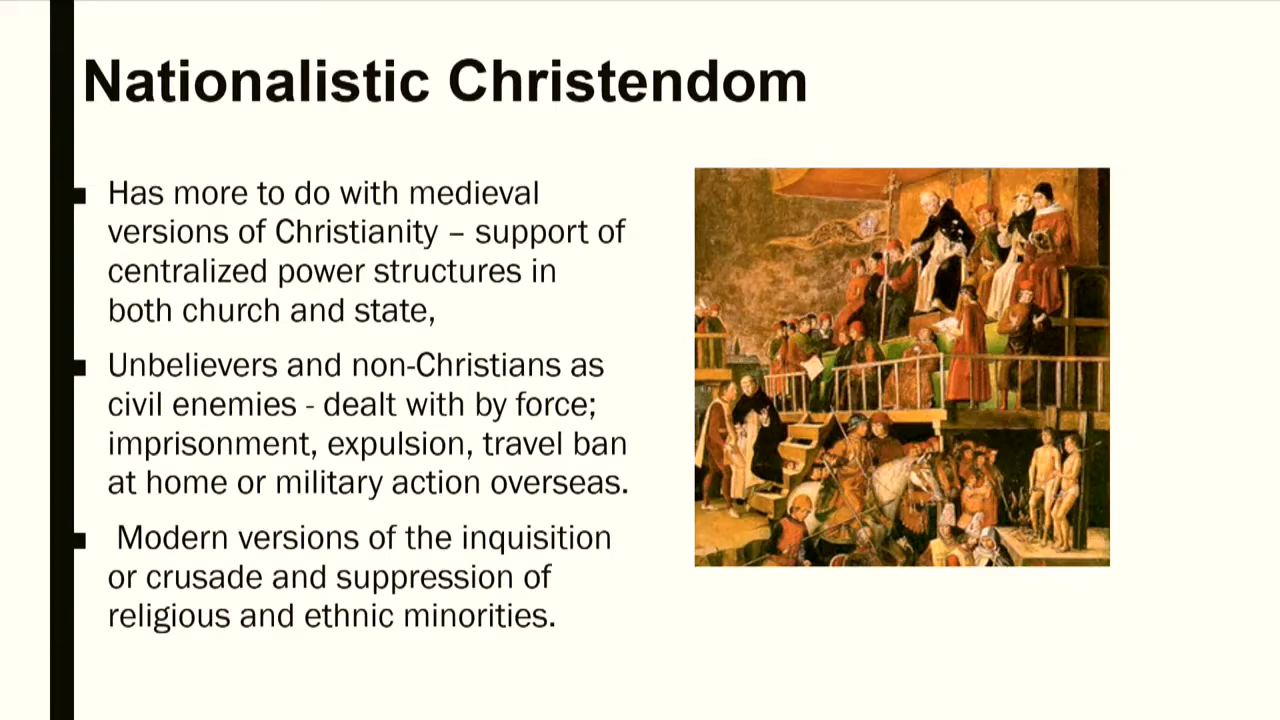 Nationalistic Christendom
Has more to do with medieval
versions of Christianity – support of
centralized power structures in
both church and state,
Unbelievers and non-Christians as
civil enemies - dealt with by force;
imprisonment, expulsion, travel ban
at home or military action overseas.
Modern versions of the inquisition
or crusade and suppression of
religious and ethnic minorities.